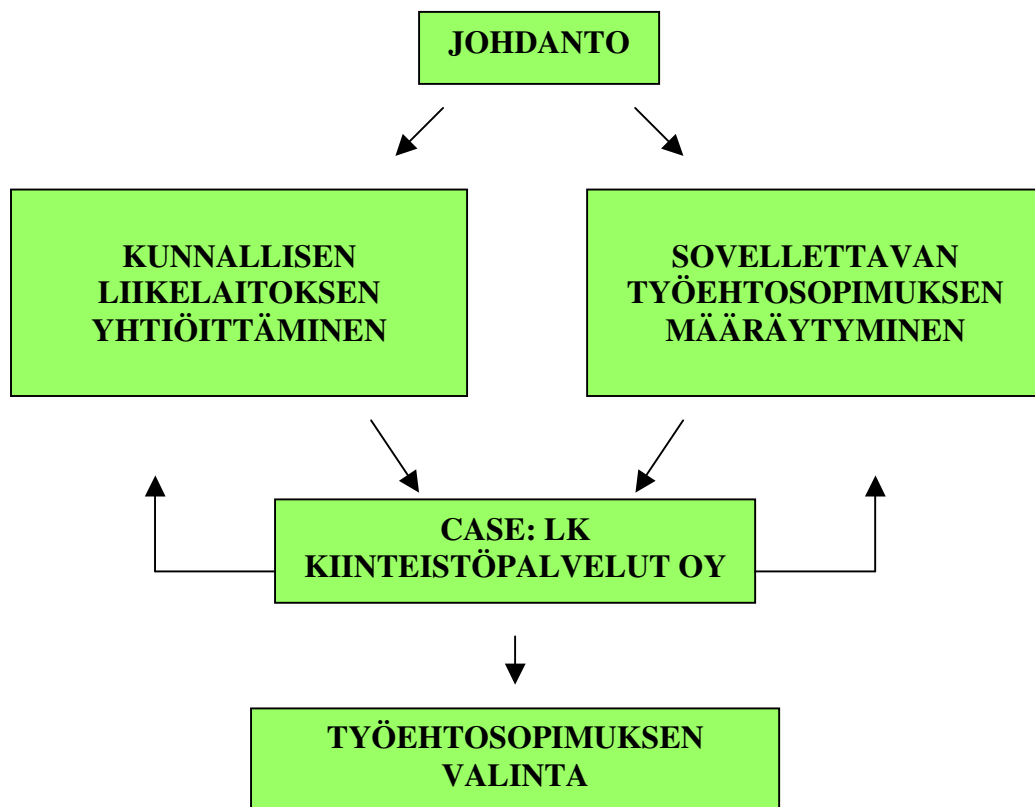 JOHDANTO
KUNNALLISEN
LIIKELAITOKSEN
YHTIÖITTÄMINEN
SOVELLETTAVAN
TYÖEHTOSOPIMUKSEN
MÄÄRÄYTYMINEN
CASE: LK
KIINTEISTÖPALVELUT OY
TYÖEHTOSOPIMUKSEN
VALINTA